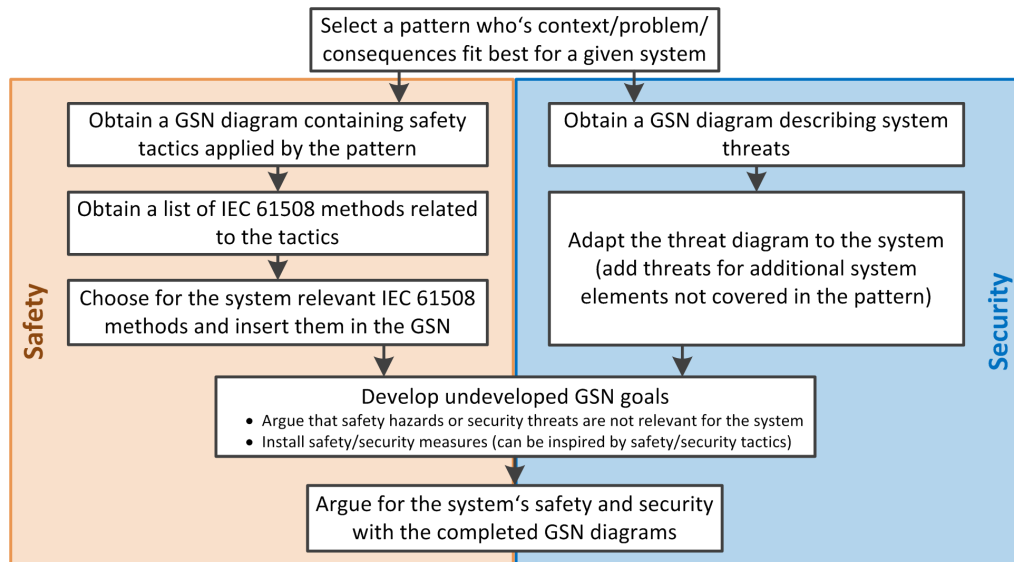 Select a pattern who‘s context/problem/
consequences fit best for a given system
Safety
Obtain a GSN diagram containing safety
tactics applied by the pattern
Obtain a list of IEC 61508 methods related
to the tactics
Choose for the system relevant IEC 61508
methods and insert them in the GSN
Security
Obtain a GSN diagram describing system
threats
Adapt the threat diagram to the system
(add threats for additional system
elements not covered in the pattern)
Develop undeveloped GSN goals
• Argue that safety hazards or security threats are not relevant for the system
• Install safety/security measures (can be inspired by safety/security tactics)
Argue for the system‘s safety and security
with the completed GSN diagrams